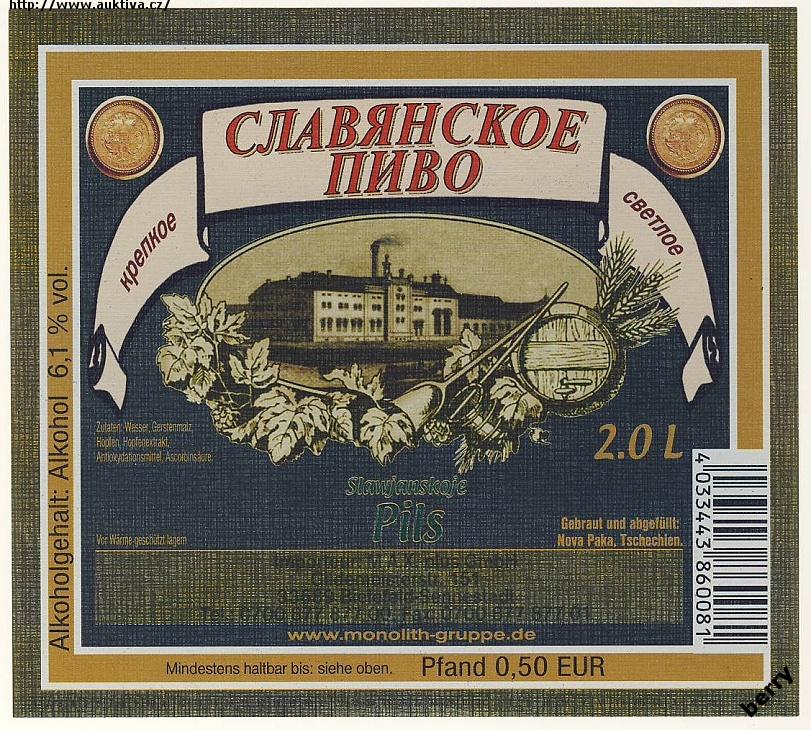 http://www.auktiva.cz/
СЛАВЯНСКОЕ
ПИВО
крепкое
светлое
Alkoholgehalt: Alkohol 6,1 % vol.
Zutaten: Wasser, Gerstenmalz,
Hopfen, Hopfenextrakt,
Antioxydationsmittel, Ascorbinsäure.
2.0 L
Slawjanskoje
Pils
Vor Wärme geschützt lagern
Gebraut und abgefüllt:
Nova Paka, Tschechien.
4 033443 860081
www.monolith-gruppe.de
Mindestens haltbar bis: siehe oben. Pfand 0,50 EUR
berry